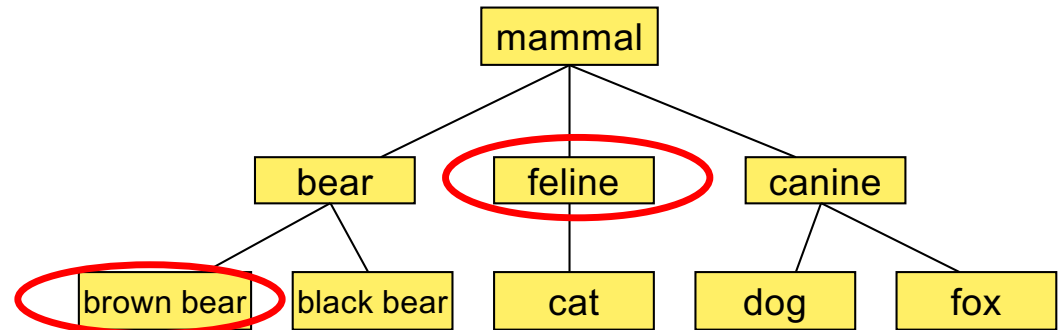 mammal
bear
feline
canine
brown bear
black bear
cat
dog
fox